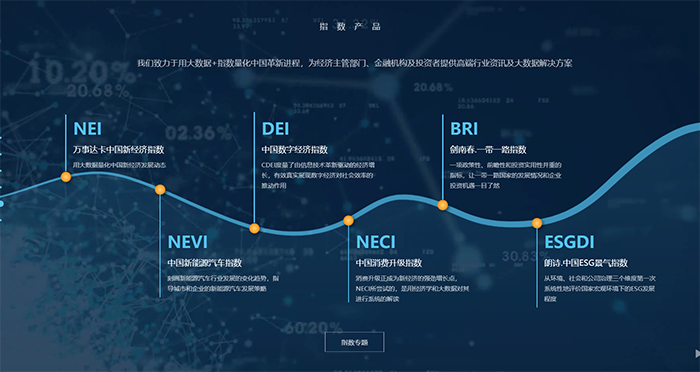 指数产品
我们致力于用大数据+指数量化中国革新进程，为经济主管部门、金融机构及投资者提供高端行业资讯及大数据解决方案
10.20%
20.68%
02.36%
20.68%
30.83%
60.20%
NEI
万事达卡中国新经济指数
用大数据量化中国新经济发展动态
DEI
中国数字经济指数
CDEI度量了由信息技术革新驱动的经济增
长，有效真实展现数字经济对社会效率的
推动作用
BRI
剑南春.一带一路指数
一项政策性、前瞻性和投资实用性并重的
指标，让一带一路国家的发展情况和企业
投资机遇一目了然
NEVI
中国新能源汽车指数
刻画新能源汽车行业发展的变化趋势，指
导城市和企业的新能源汽车发展策略
NECI
中国消费升级指数
消费升级正成为新经济的强劲增长点，
NECI所尝试的，是用经济学和大数据对其
进行系统的解读
ESGDI
朗诗.中国ESG景气指数
从环境、社会和公司治理三个维度第一次
系统性地评价国家宏观环境下的ESG发展
程度
指数专题